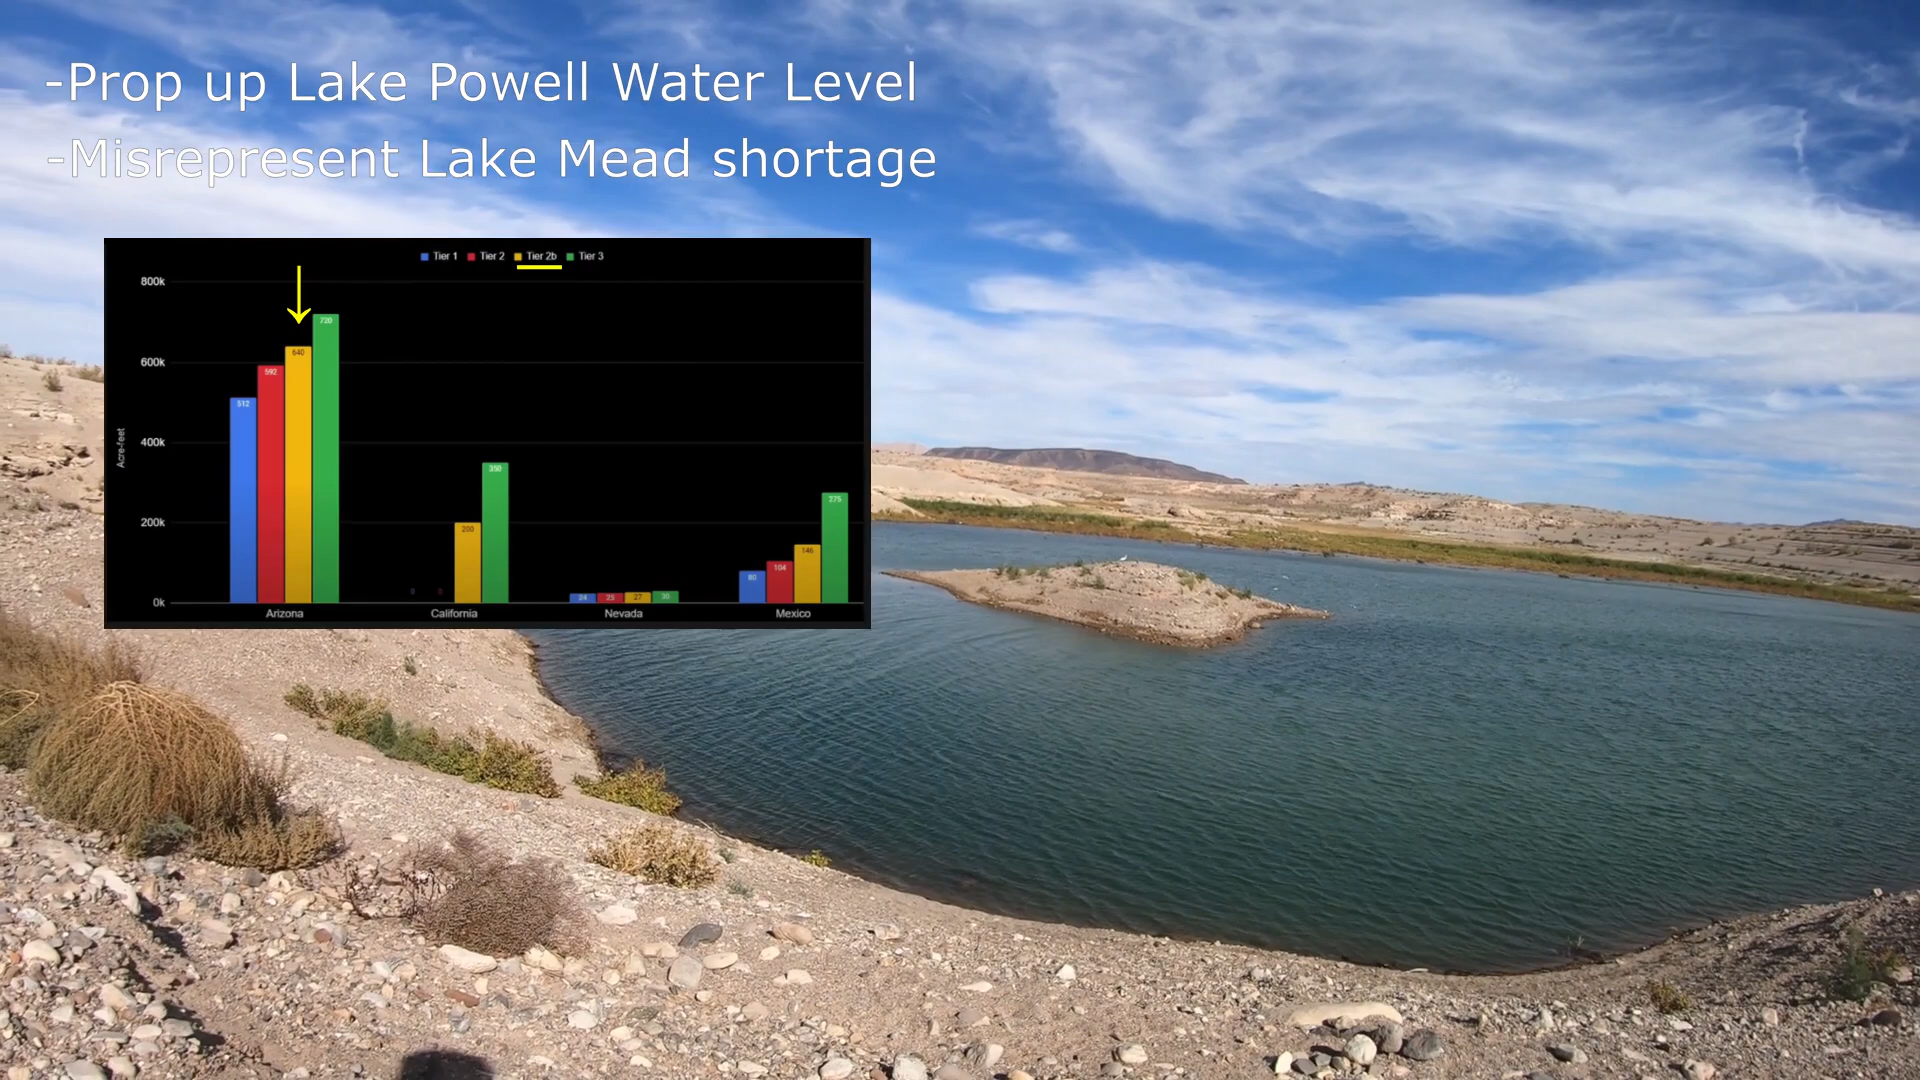 -Prop up Lake Powell Water Level
-Misrepresent Lake Mead shortage
Tier 1 Tier 2 Tier 2b Tier 3
800k
600k
400k
200k
0k
Acre-feet
512 592 640 720
0 0 200 350
24 25 27 30
80 104 146 275
Arizona California Nevada Mexico